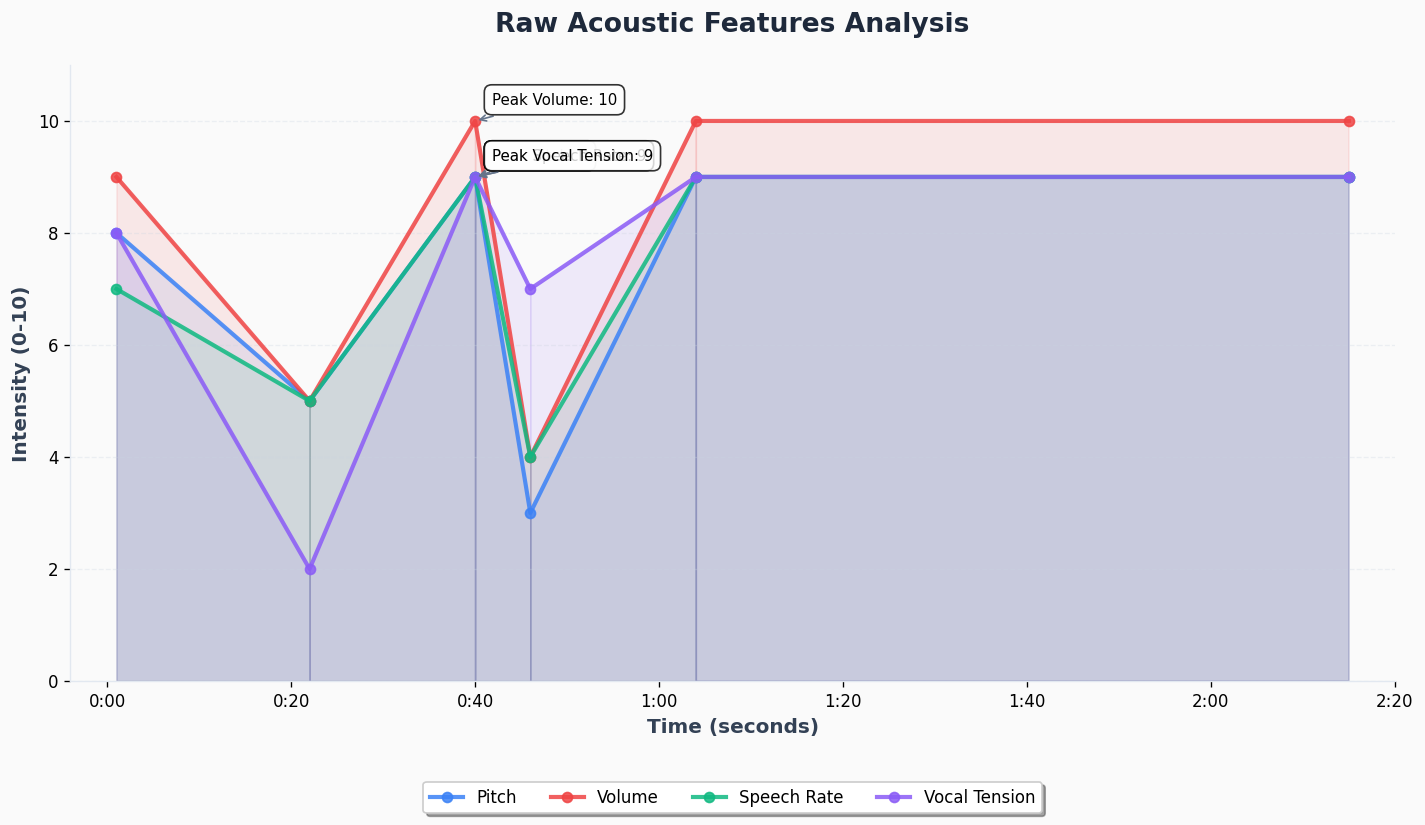 Raw Acoustic Features Analysis
Peak Volume: 10
Peak Vocal Tension: 9
Intensity (0-10)
10
8
6
4
2
0
0:00 0:20 0:40 1:00 1:20 1:40 2:00 2:20
Time (seconds)
Pitch Volume Speech Rate Vocal Tension